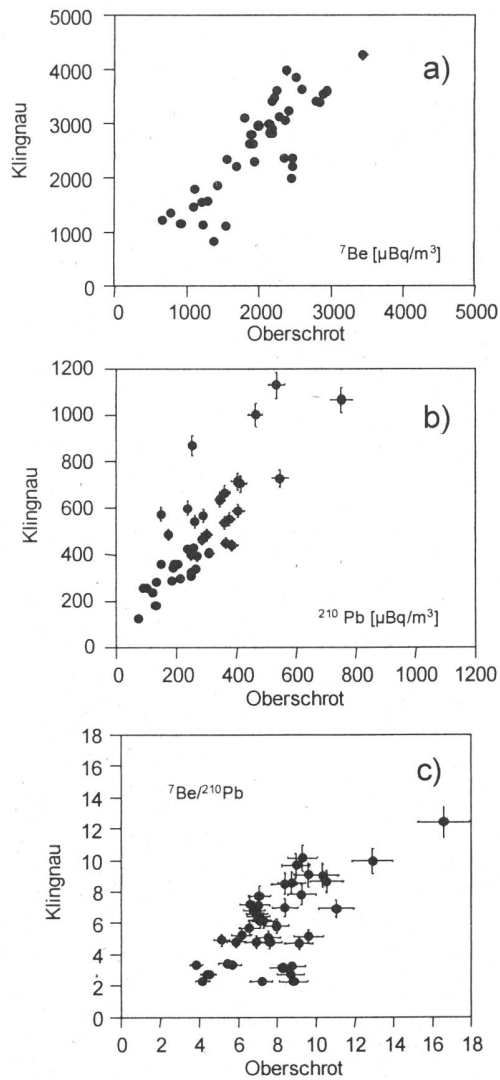 5000
a)
4000
3000
Klingnau
2000
1000
⁷Be [µBq/m³]
0
0 1000 2000 3000 4000 5000
Oberschrot
1200
b)
1000
800
Klingnau
600
400
200
²¹⁰ Pb [µBq/m³]
0
0 200 400 600 800 1000 1200
Oberschrot
18
16
c)
⁷Be/²¹⁰Pb
14
12
Klingnau
10
8
6
4
2
0
0 2 4 6 8 10 12 14 16 18
Oberschrot